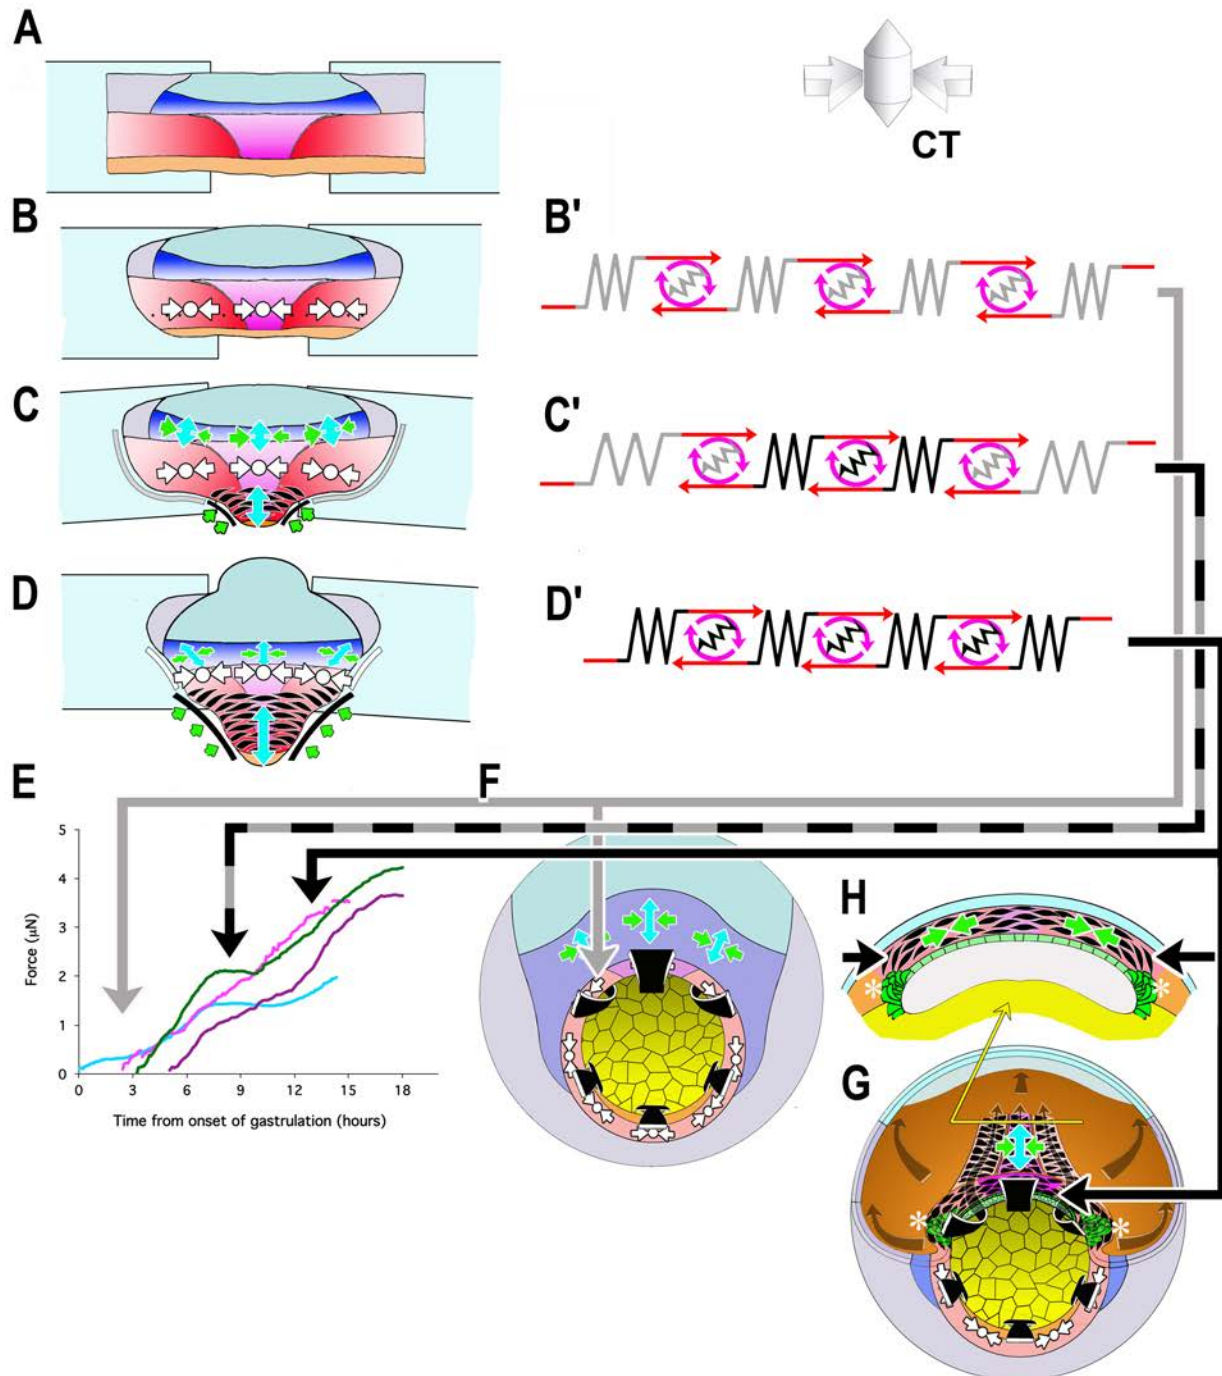 A
CT
B
B'
C
C'
D
D'
E
F
5
4
3
2
1
0
Force (μN)
0 3 6 9 12 15 18
Time from onset of gastrulation (hours)
H
*
*
G
*
*